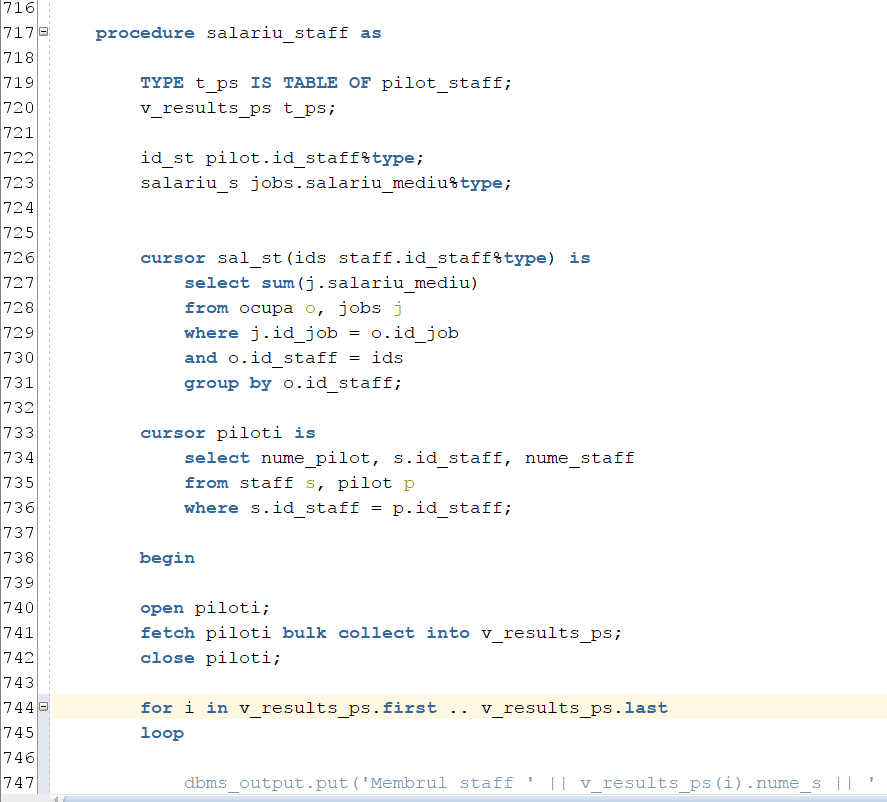 716
717 procedure salariu_staff as
718
719 TYPE t_ps IS TABLE OF pilot_staff;
720 v_results_ps t_ps;
721
722 id_st pilot.id_staff%type;
723 salariu_s jobs.salariu_mediu%type;
724
725
726 cursor sal_st(ids staff.id_staff%type) is
727 select sum(j.salariu_mediu)
728 from ocupa o, jobs j
729 where j.id_job = o.id_job
730 and o.id_staff = ids
731 group by o.id_staff;
732
733 cursor piloti is
734 select nume_pilot, s.id_staff, nume_staff
735 from staff s, pilot p
736 where s.id_staff = p.id_staff;
737
738 begin
739
740 open piloti;
741 fetch piloti bulk collect into v_results_ps;
742 close piloti;
743
744 for i in v_results_ps.first .. v_results_ps.last
745 loop
746
747 dbms_output.put('Membrul staff ' || v_results_ps(i).nume_s || '